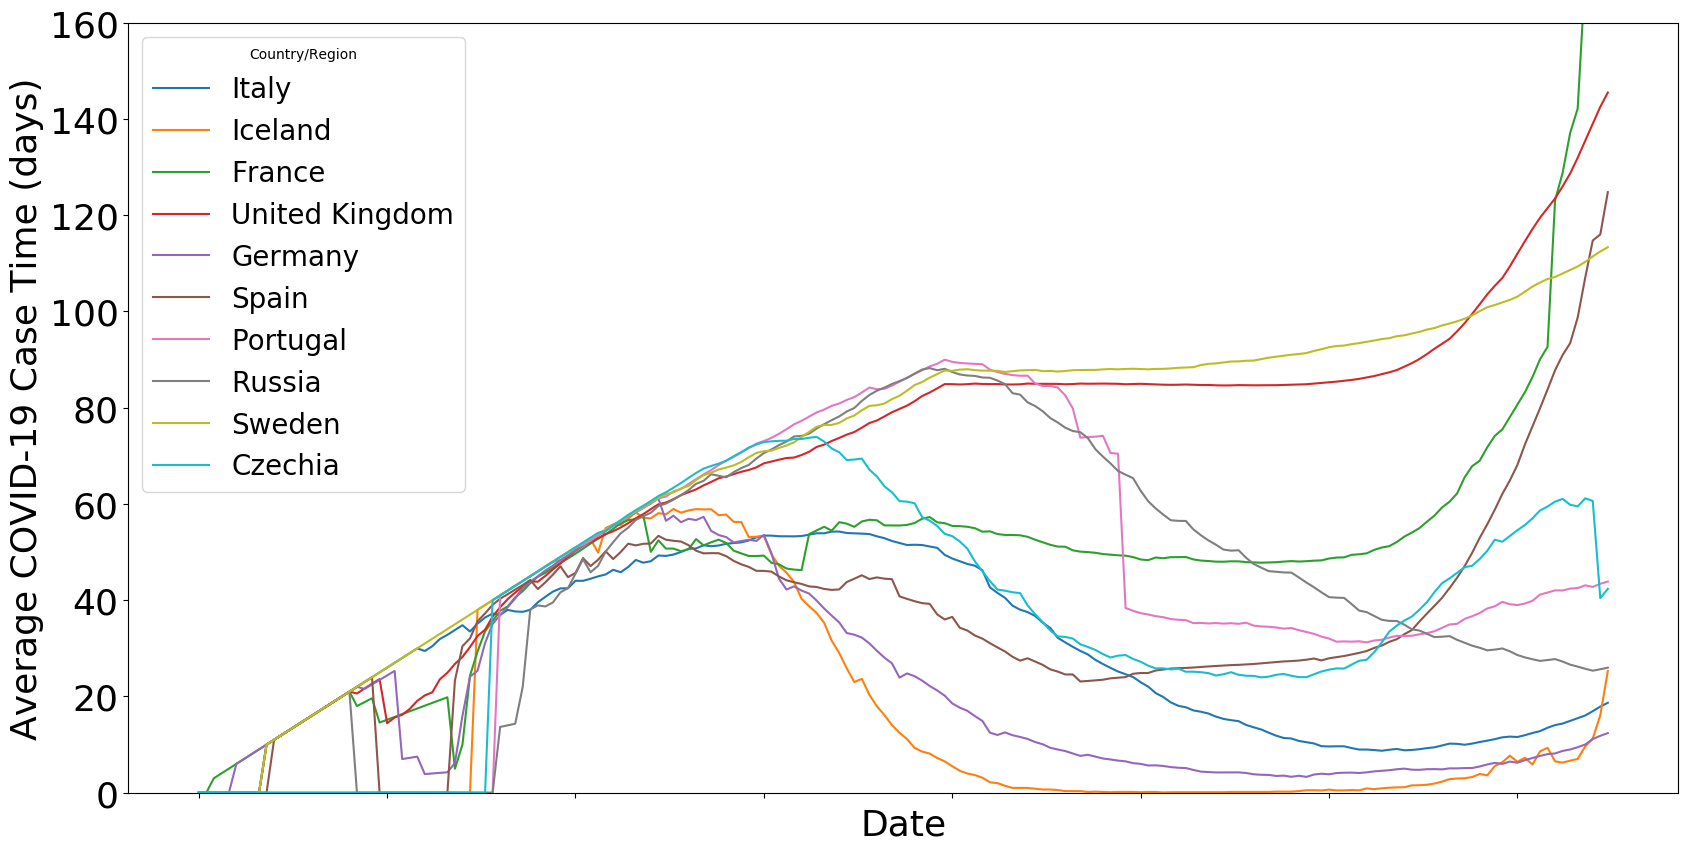 Average COVID-19 Case Time (days)
160
140
120
100
80
60
40
20
0
Country/Region
Italy
Iceland
France
United Kingdom
Germany
Spain
Portugal
Russia
Sweden
Czechia
Date